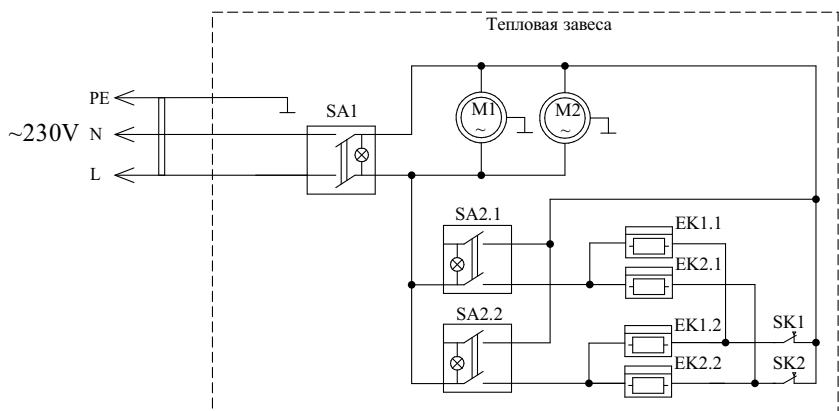 Тепловая завеса
PE
SA1
M1
~
M2
~
~230V N
L
SA2.1
EK1.1
EK2.1
SA2.2
EK1.2
SK1
EK2.2
SK2